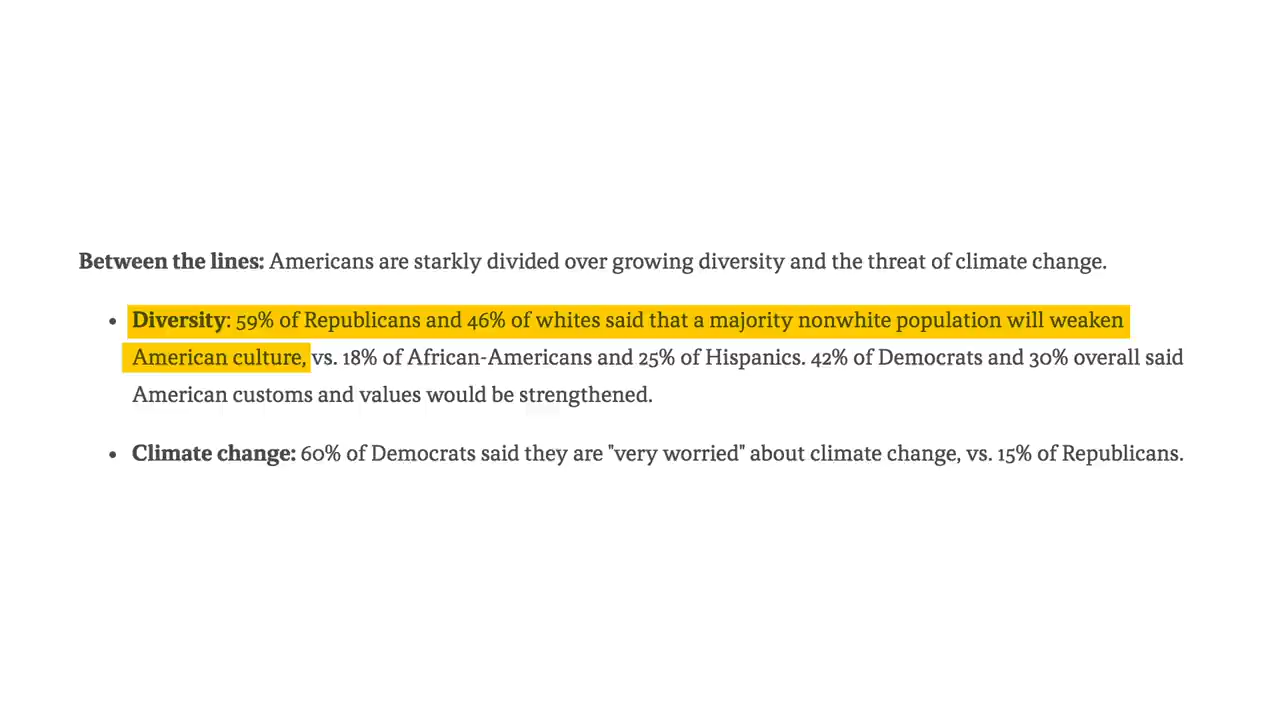 Between the lines: Americans are starkly divided over growing diversity and the threat of climate change.
• Diversity: 59% of Republicans and 46% of whites said that a majority nonwhite population will weaken
American culture, vs. 18% of African-Americans and 25% of Hispanics. 42% of Democrats and 30% overall said
American customs and values would be strengthened.
• Climate change: 60% of Democrats said they are "very worried" about climate change, vs. 15% of Republicans.